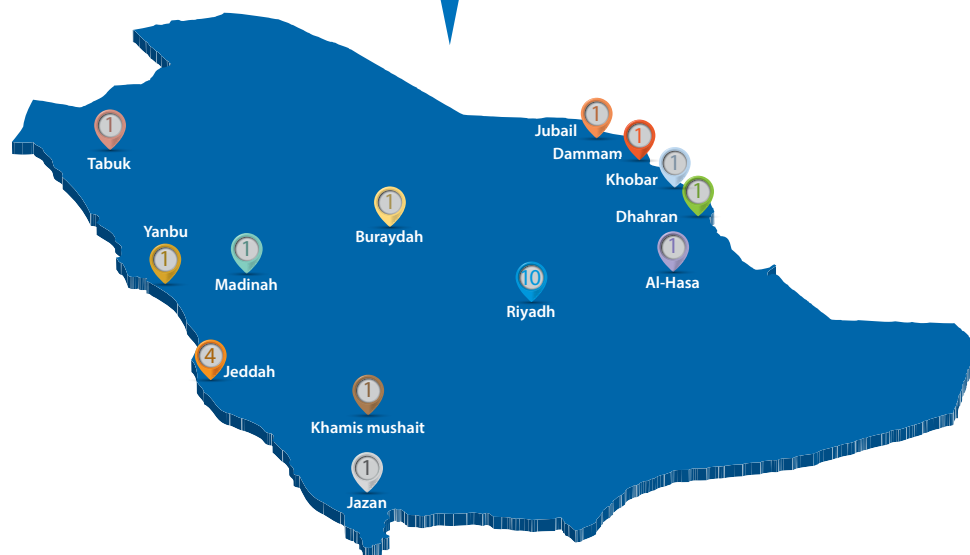 1
Jubail
1
Dammam
1
Khobar
1
Dhahran
1
Tabuk
1
Buraydah
Yanbu
1
1
Madinah
1
Al-Hasa
10
Riyadh
4
Jeddah
1
Khamis mushait
1
Jazan